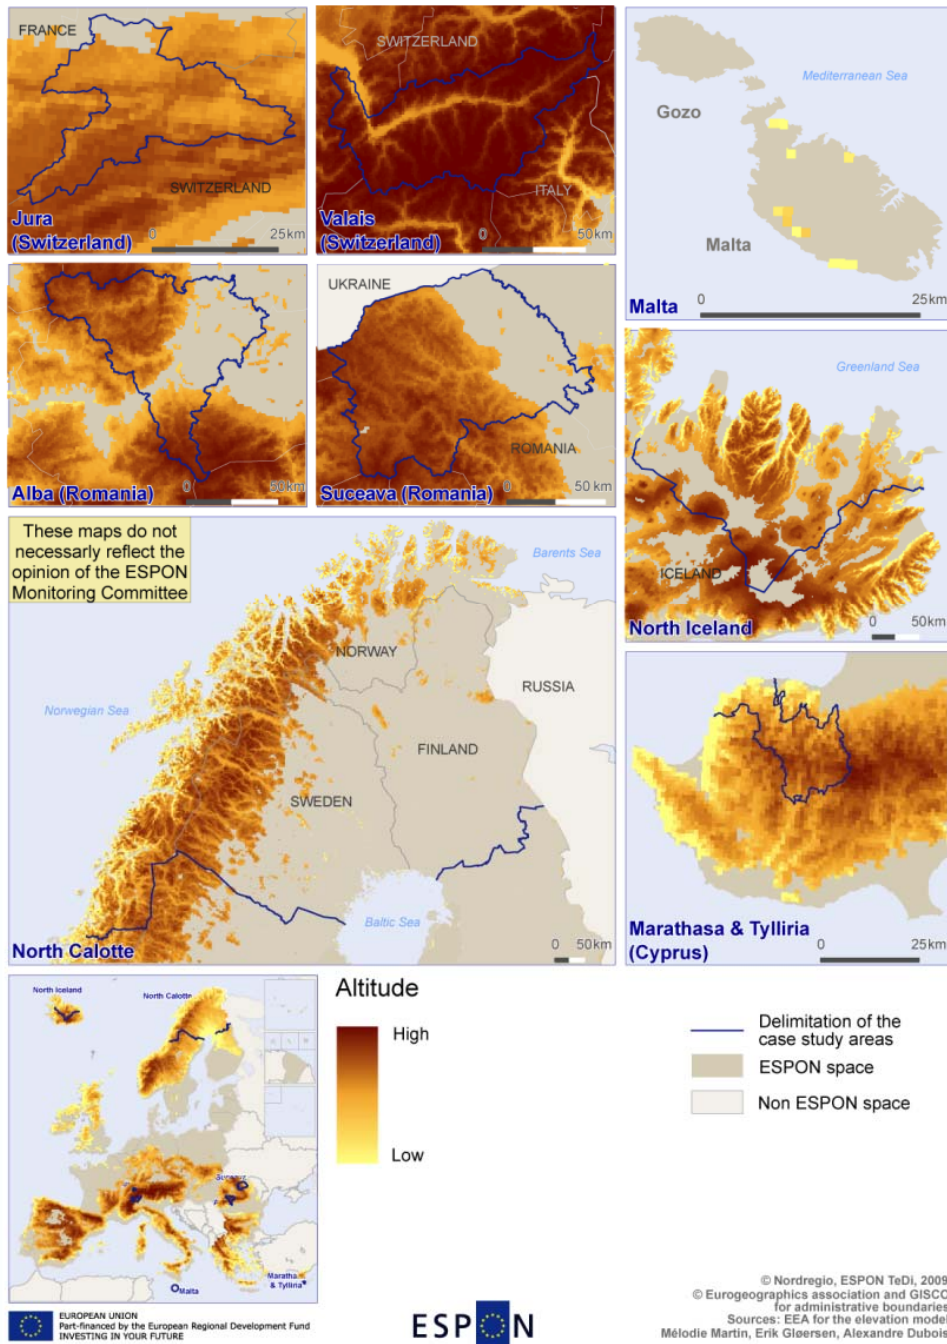 FRANCE
SWITZERLAND
Jura
(Switzerland)
0
25km
SWITZERLAND
ITALY
Valais
(Switzerland)
0
50km
Mediterranean Sea
Gozo
Malta
Malta
0
25km
Alba (Romania)
0
50km
UKRAINE
ROMANIA
Suceava (Romania)
0
50 km
Greenland Sea
ICELAND
North Iceland
0
50km
These maps do not
necessarly reflect the
opinion of the ESPON
Monitoring Committee
Barents Sea
NORWAY
RUSSIA
Norwegian Sea
FINLAND
SWEDEN
Baltic Sea
North Calotte
0
50km
Marathasa & Tylliria
(Cyprus)
0
25km
North Iceland
North Calotte
Malta
& Tylliria
Altitude
High
Low
Delimitation of the
case study areas
ESPON space
Non ESPON space
EUROPEAN UNION
Part-financed by the European Regional Development Fund
INVESTING IN YOUR FUTURE
ESPON
© Nordregio, ESPON TeDi, 2009
© Eurogeographics association and GISCO
for administrative boundaries
Sources: EEA for the elevation model
Mélodie Martin, Erik Gløersen, Alexandre Dubois